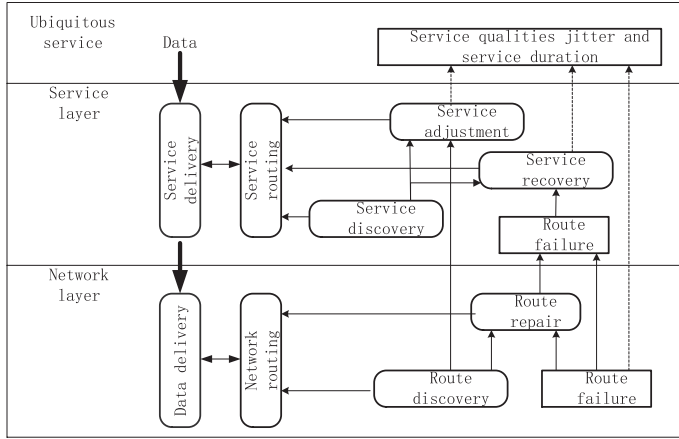 Ubiquitous
service
Data
Service qualities jitter and
service duration
Service
layer
Service
delivery
Service
routing
Service
adjustment
Service
recovery
Service
discovery
Route
failure
Network
layer
Data delivery
Network
routing
Route
repair
Route
discovery
Route
failure